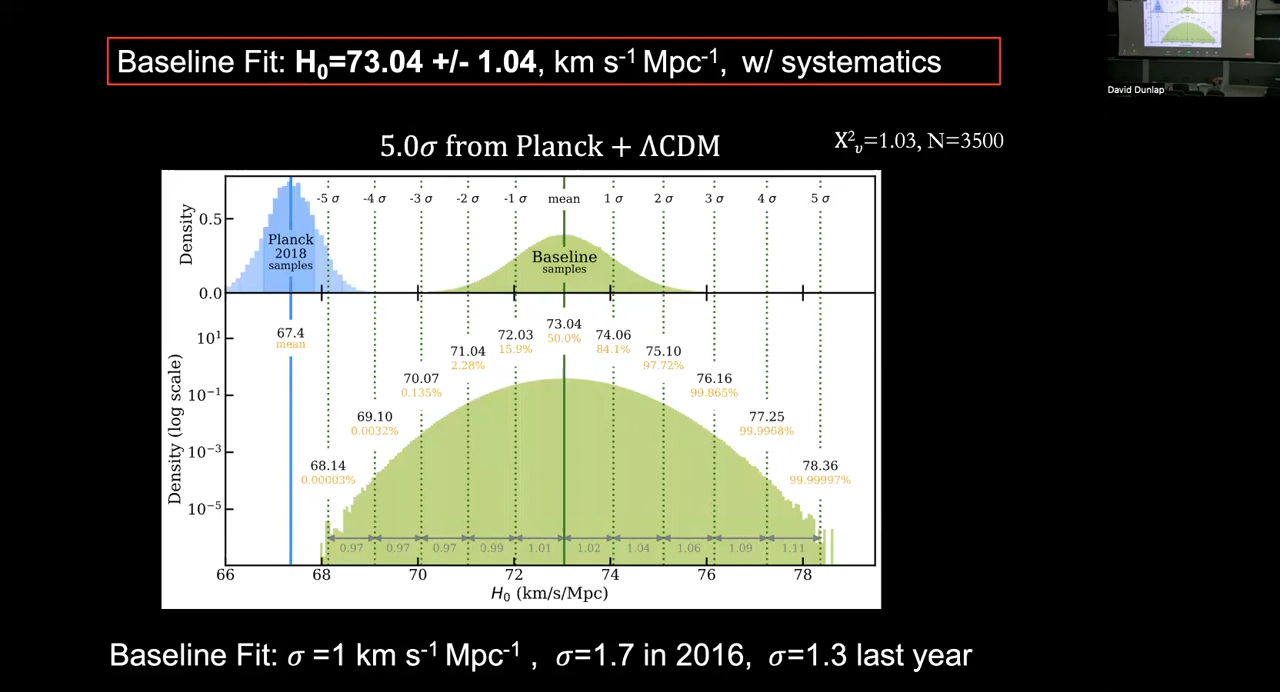 Baseline Fit: H₀=73.04 +/- 1.04, km s⁻¹ Mpc⁻¹, w/ systematics
David Dunlap
5.0σ from Planck + ΛCDM
X²ᵥ=1.03, N=3500
-5 σ -4 σ -3 σ -2 σ -1 σ mean 1 σ 2 σ 3 σ 4 σ 5 σ
Density
0.5
0.0
Planck
2018
samples
Baseline
samples
67.4
mean
73.04
50.0%
72.03
15.9%
74.06
84.1%
71.04
2.28%
75.10
97.72%
70.07
0.135%
76.16
99.865%
69.10
0.0032%
77.25
99.9968%
68.14
0.00003%
78.36
99.99997%
Density (log scale)
10¹
10⁻¹
10⁻³
10⁻⁵
0.97 0.97 0.97 0.99 1.01 1.02 1.04 1.06 1.09 1.11
66 68 70 72 74 76 78
H₀ (km/s/Mpc)
Baseline Fit: σ =1 km s⁻¹ Mpc⁻¹ , σ=1.7 in 2016, σ=1.3 last year